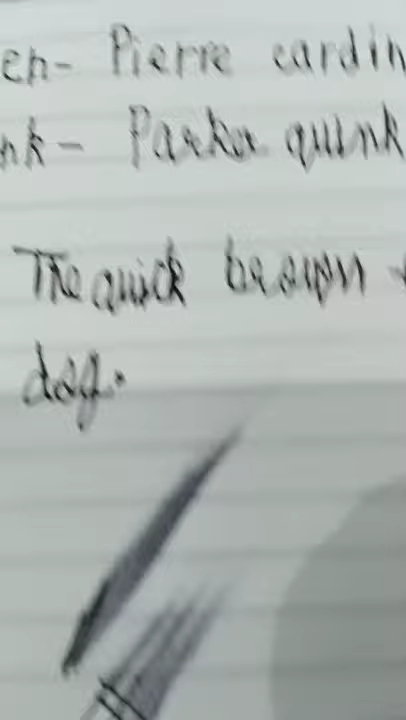 en- Pierre cardin
nk- Parker quink
The quick brown
dog.